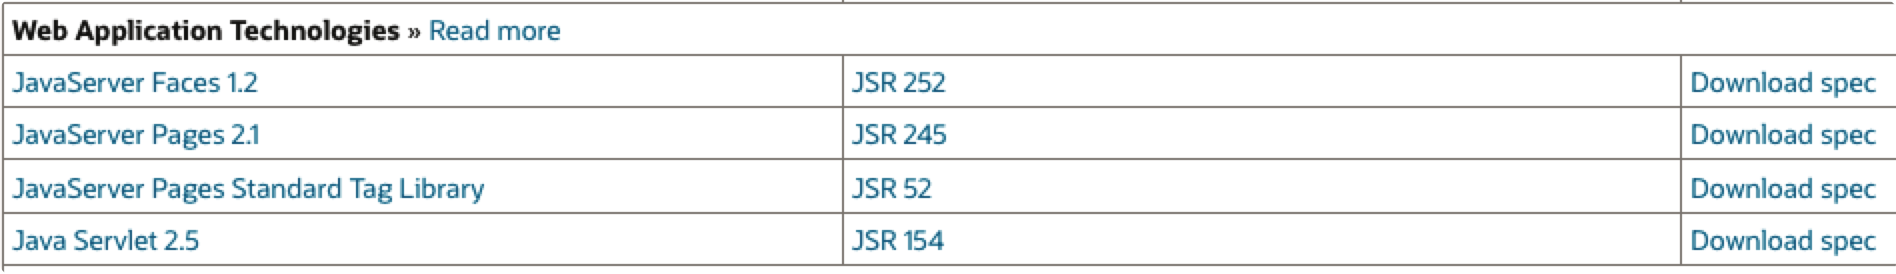 Web Application Technologies » Read more
JavaServer Faces 1.2 JSR 252 Download spec
JavaServer Pages 2.1 JSR 245 Download spec
JavaServer Pages Standard Tag Library JSR 52 Download spec
Java Servlet 2.5 JSR 154 Download spec